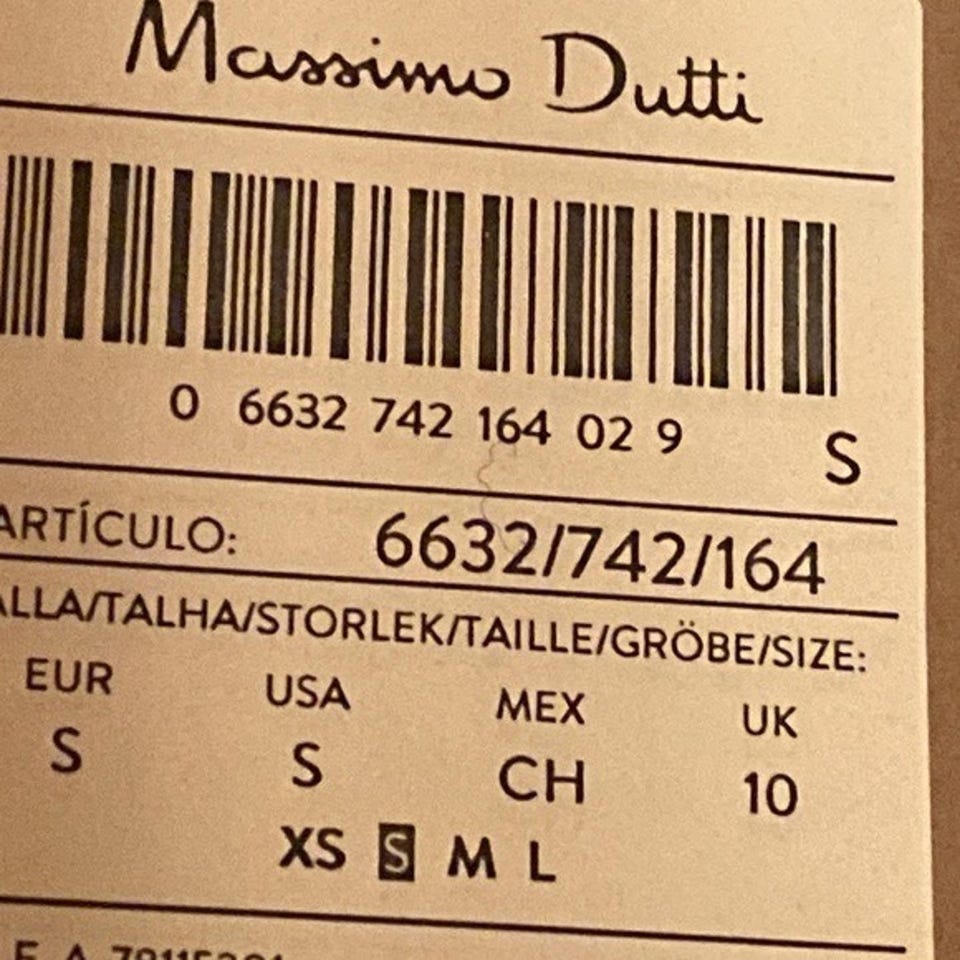 Massimo Dutti
0 6632 742 164 02 9
S
ARTÍCULO: 6632/742/164
ALLA/TALHA/STORLEK/TAILLE/GRÖBE/SIZE:
EUR USA MEX UK
S S CH 10
XS S M L